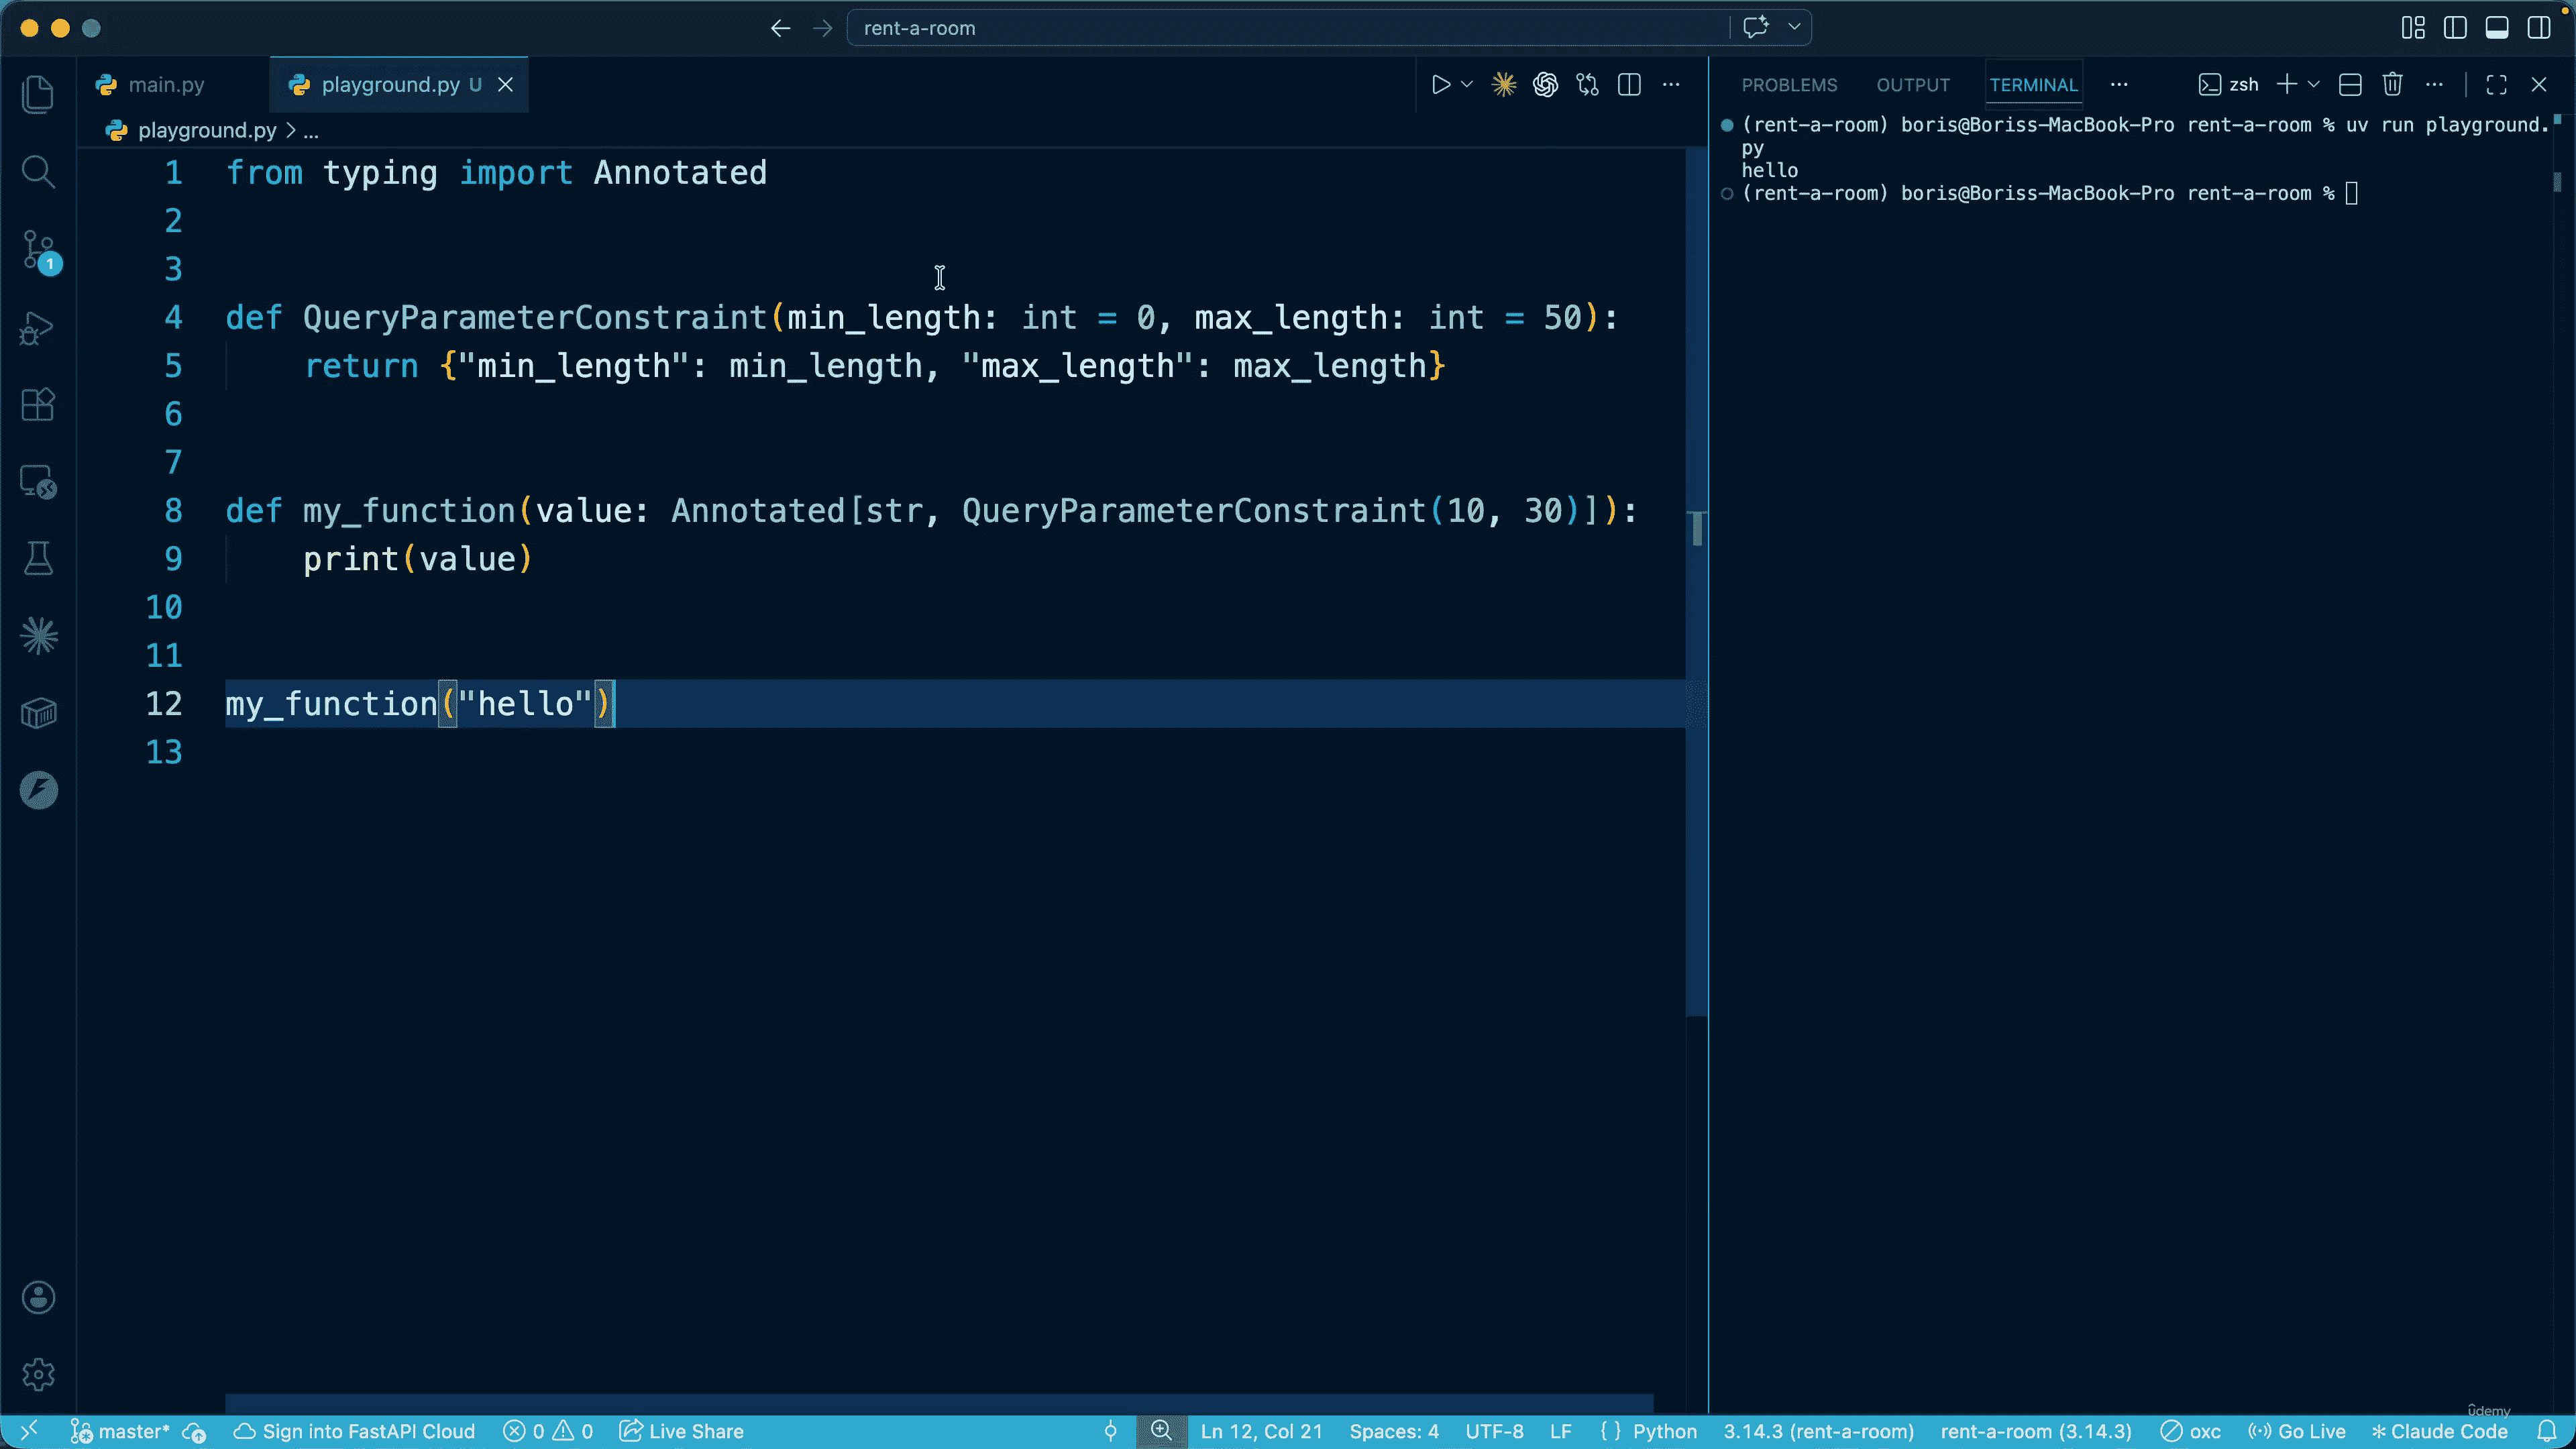 rent-a-room
main.py
playground.py U
playground.py > ...
1 from typing import Annotated
2
3
4 def QueryParameterConstraint(min_length: int = 0, max_length: int = 50):
5     return {"min_length": min_length, "max_length": max_length}
6
7
8 def my_function(value: Annotated[str, QueryParameterConstraint(10, 30)]):
9     print(value)
10
11
12 my_function("hello")
13
PROBLEMS OUTPUT TERMINAL ... zsh
(rent-a-room) boris@Boriss-MacBook-Pro rent-a-room % uv run playground.
py
hello
(rent-a-room) boris@Boriss-MacBook-Pro rent-a-room %
1
ûdemy
master* Sign into FastAPI Cloud 0 0 Live Share Ln 12, Col 21 Spaces: 4 UTF-8 LF { } Python 3.14.3 (rent-a-room) rent-a-room (3.14.3) oxc Go Live Claude Code